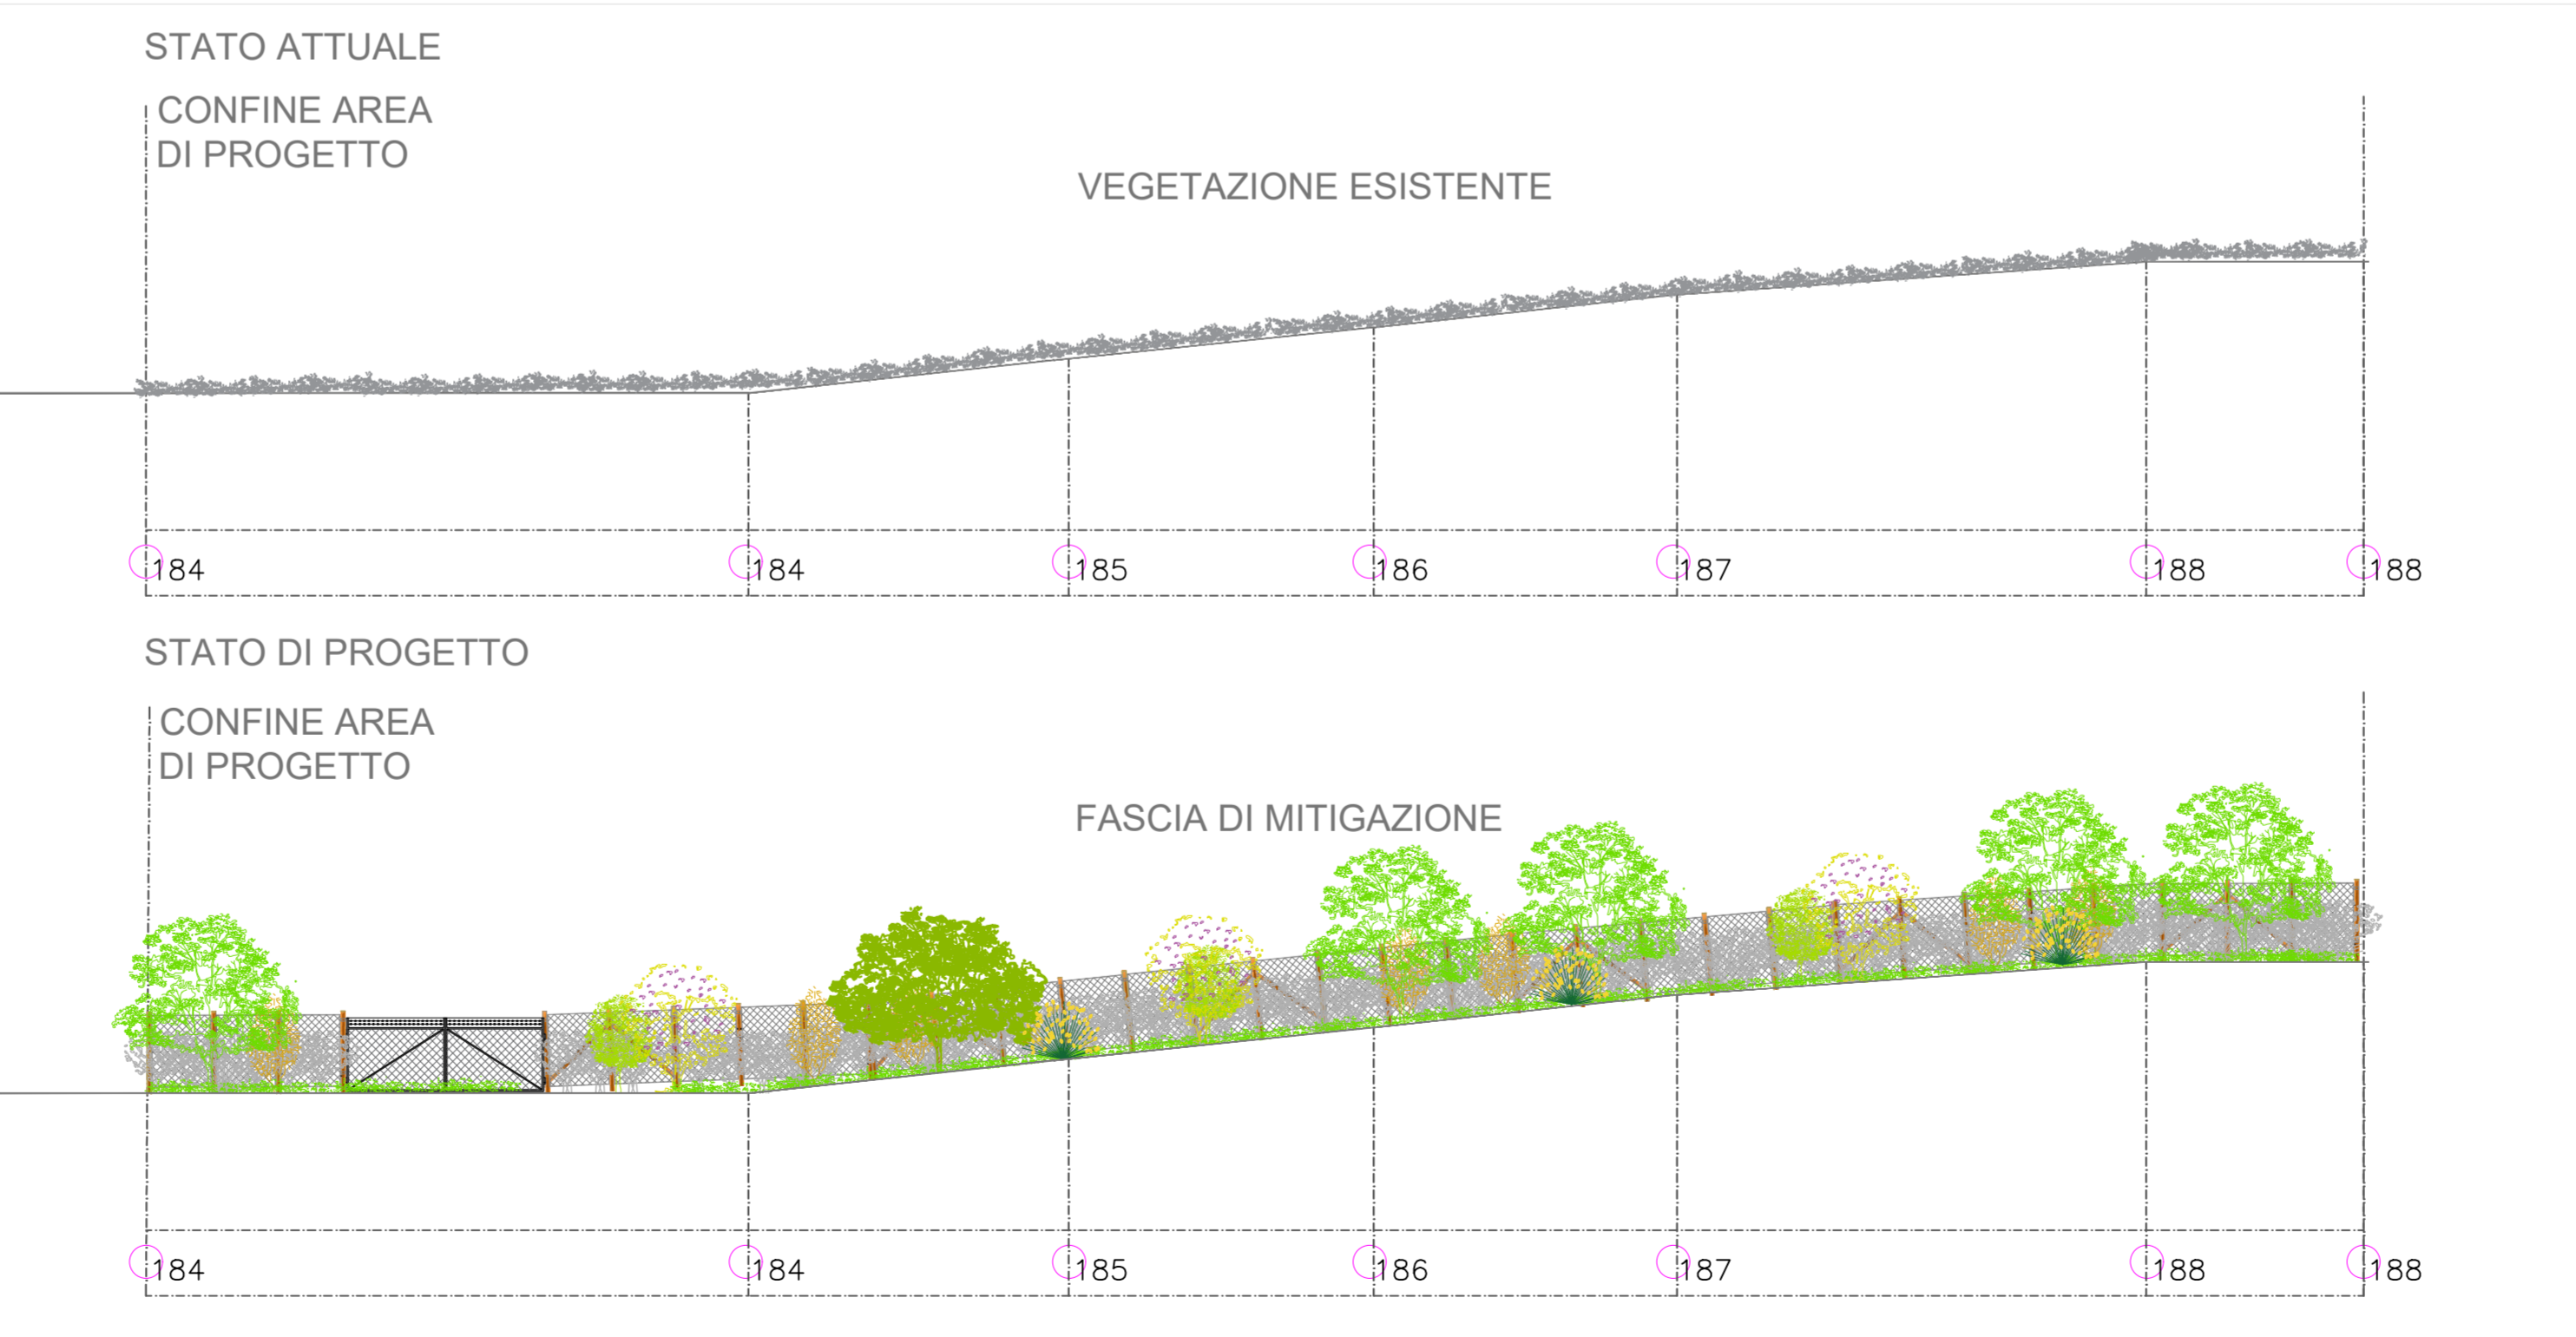 STATO ATTUALE
CONFINE AREA
DI PROGETTO
VEGETAZIONE ESISTENTE
184 184 185 186 187 188 188
STATO DI PROGETTO
CONFINE AREA
DI PROGETTO
FASCIA DI MITIGAZIONE
184 184 185 186 187 188 188